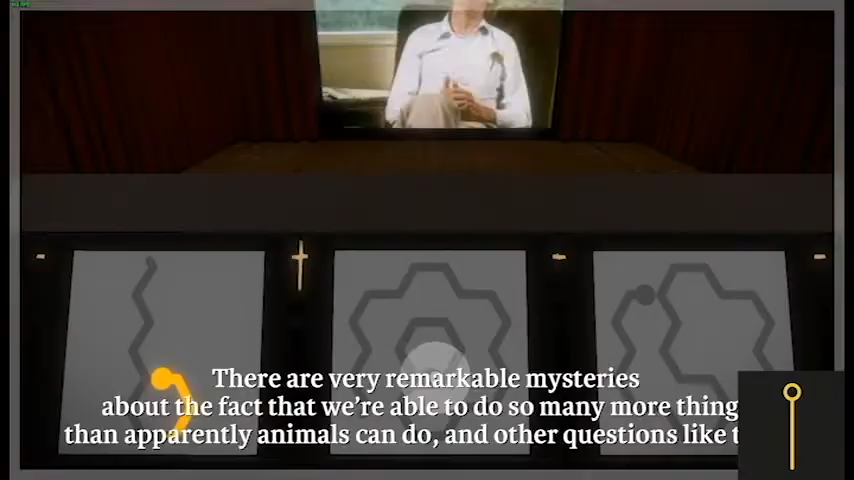 There are very remarkable mysteries
about the fact that we're able to do so many more thing
than apparently animals can do, and other questions like t